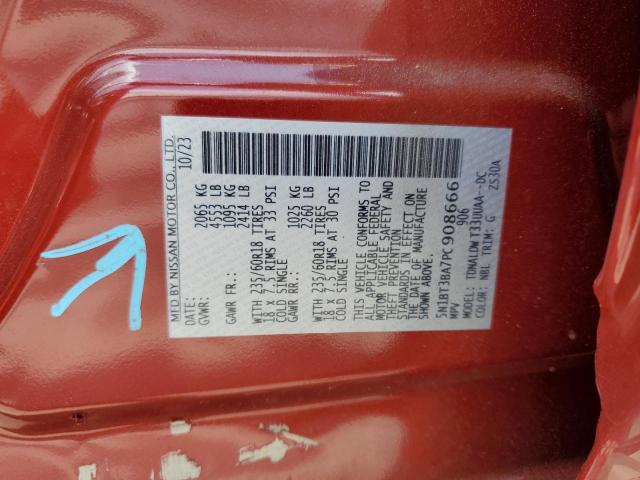 MFD BY NISSAN MOTOR CO., LTD.
DATE: 10/23
GVWR: 2065 KG
4553 LB
GAWR FR.: 1095 KG
2414 LB
WITH 235/60R18 TIRES
18 X 7.5 RIMS AT 33 PSI
COLD SINGLE
GAWR RR.: 1025 KG
2260 LB
WITH 235/60R18 TIRES
18 X 7.5 RIMS AT 30 PSI
COLD SINGLE
THIS VEHICLE CONFORMS TO
ALL APPLICABLE FEDERAL
MOTOR VEHICLE SAFETY AND
THEFT PREVENTION
STANDARDS IN EFFECT ON
THE DATE OF MANUFACTURE
SHOWN ABOVE.
5N1BT3BA7PC908666
MPV 906
MODEL: TDNALDW T33UUAA--DC
COLOR: NBL TRIM: G ZS30A